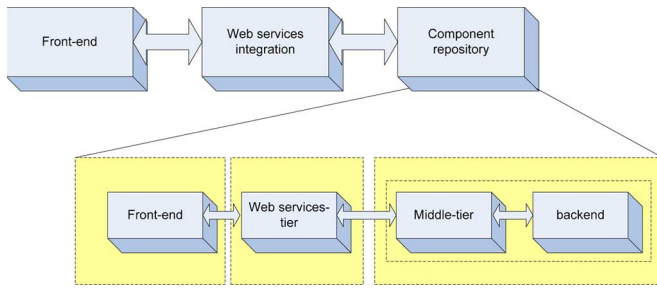 Front-end
Web services
integration
Component
repository
Front-end
Web services-
tier
Middle-tier
backend